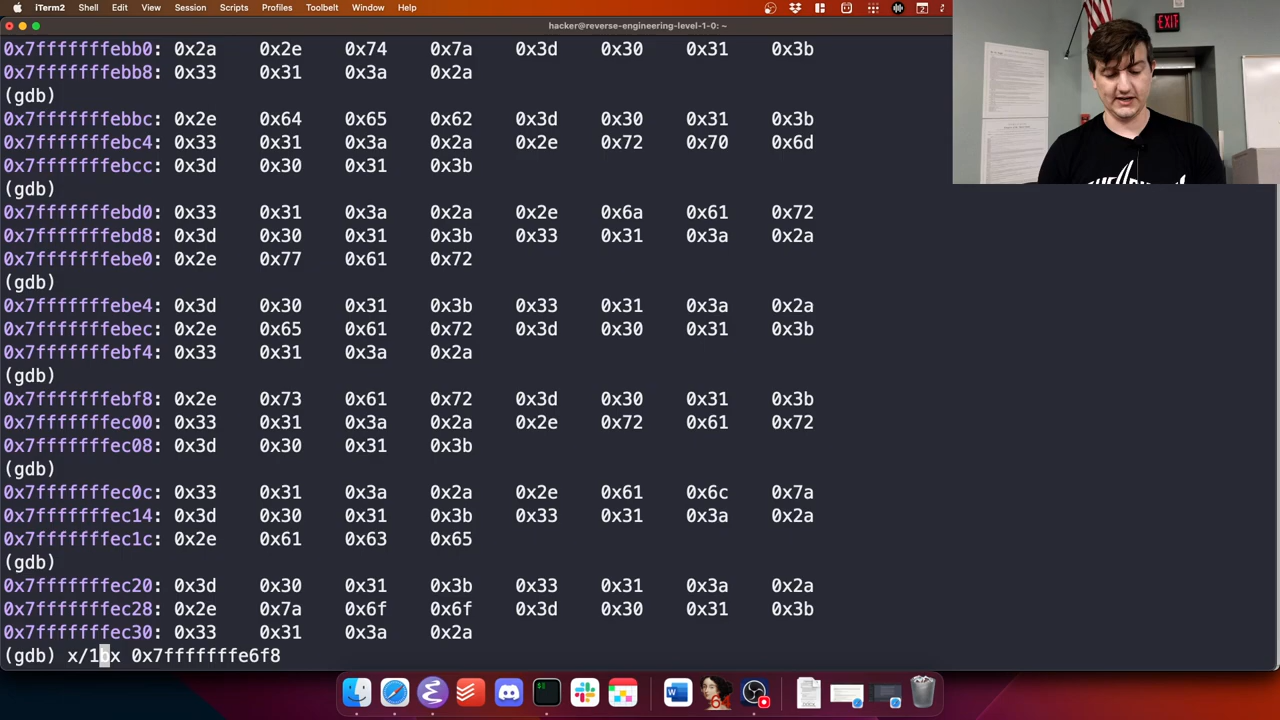 iTerm2 Shell Edit View Session Scripts Profiles Toolbelt Window Help
hacker@reverse-engineering-level-1-0: ~
EXIT
0x7fffffffebb0: 0x2a 0x2e 0x74 0x7a 0x3d 0x30 0x31 0x3b
0x7fffffffebb8: 0x33 0x31 0x3a 0x2a
(gdb)
0x7fffffffebbc: 0x2e 0x64 0x65 0x62 0x3d 0x30 0x31 0x3b
0x7fffffffebc4: 0x33 0x31 0x3a 0x2a 0x2e 0x72 0x70 0x6d
0x7fffffffebcc: 0x3d 0x30 0x31 0x3b
(gdb)
0x7fffffffebd0: 0x33 0x31 0x3a 0x2a 0x2e 0x6a 0x61 0x72
0x7fffffffebd8: 0x3d 0x30 0x31 0x3b 0x33 0x31 0x3a 0x2a
0x7fffffffebe0: 0x2e 0x77 0x61 0x72
(gdb)
0x7fffffffebe4: 0x3d 0x30 0x31 0x3b 0x33 0x31 0x3a 0x2a
0x7fffffffebec: 0x2e 0x65 0x61 0x72 0x3d 0x30 0x31 0x3b
0x7fffffffebf4: 0x33 0x31 0x3a 0x2a
(gdb)
0x7fffffffebf8: 0x2e 0x73 0x61 0x72 0x3d 0x30 0x31 0x3b
0x7fffffffec00: 0x33 0x31 0x3a 0x2a 0x2e 0x72 0x61 0x72
0x7fffffffec08: 0x3d 0x30 0x31 0x3b
(gdb)
0x7fffffffec0c: 0x33 0x31 0x3a 0x2a 0x2e 0x61 0x6c 0x7a
0x7fffffffec14: 0x3d 0x30 0x31 0x3b 0x33 0x31 0x3a 0x2a
0x7fffffffec1c: 0x2e 0x61 0x63 0x65
(gdb)
0x7fffffffec20: 0x3d 0x30 0x31 0x3b 0x33 0x31 0x3a 0x2a
0x7fffffffec28: 0x2e 0x7a 0x6f 0x6f 0x3d 0x30 0x31 0x3b
0x7fffffffec30: 0x33 0x31 0x3a 0x2a
(gdb) x/1bx 0x7fffffffe6f8